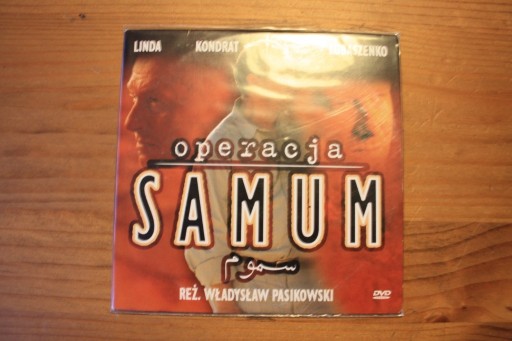 LINDA KONDRAT
operacja
SAMUM
سموم
REŻ. WŁADYSŁAW PASIKOWSKI
DVD